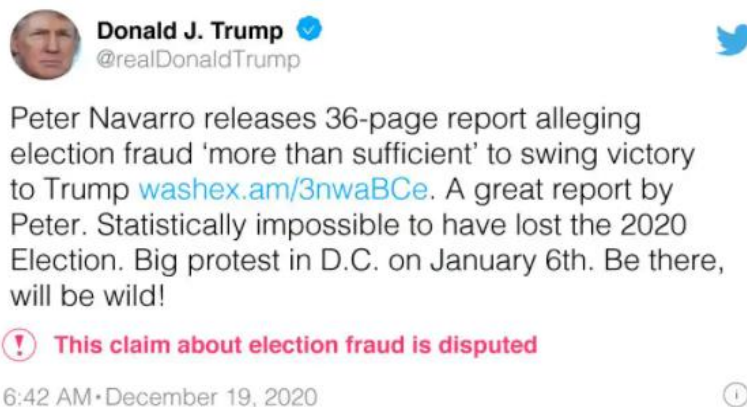 Donald J. Trump
@realDonaldTrump
Peter Navarro releases 36-page report alleging
election fraud ‘more than sufficient’ to swing victory
to Trump washex.am/3nwaBCe. A great report by
Peter. Statistically impossible to have lost the 2020
Election. Big protest in D.C. on January 6th. Be there,
will be wild!
! This claim about election fraud is disputed
6:42 AM•December 19, 2020
i